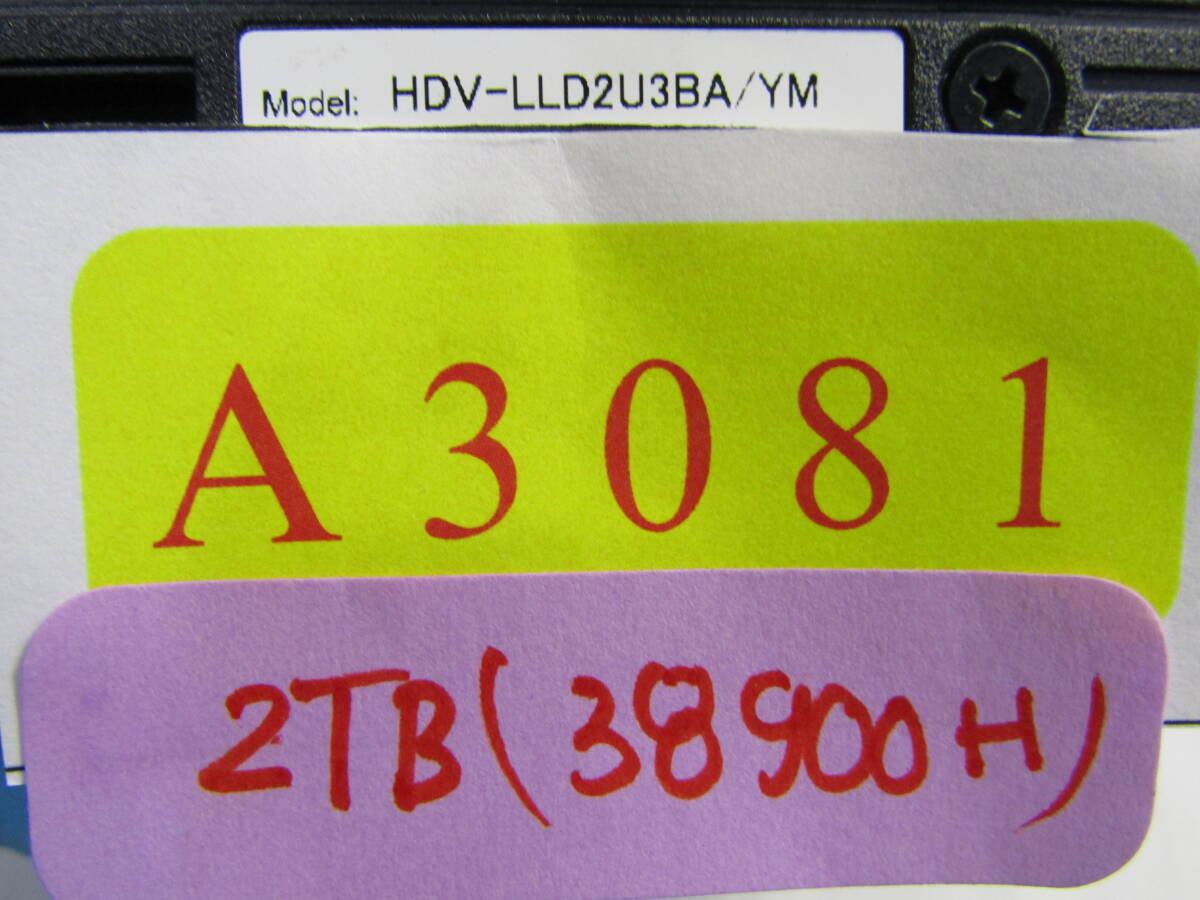 Model: HDV-LLD2U3BA/YM
A3081
2TB(38900H)